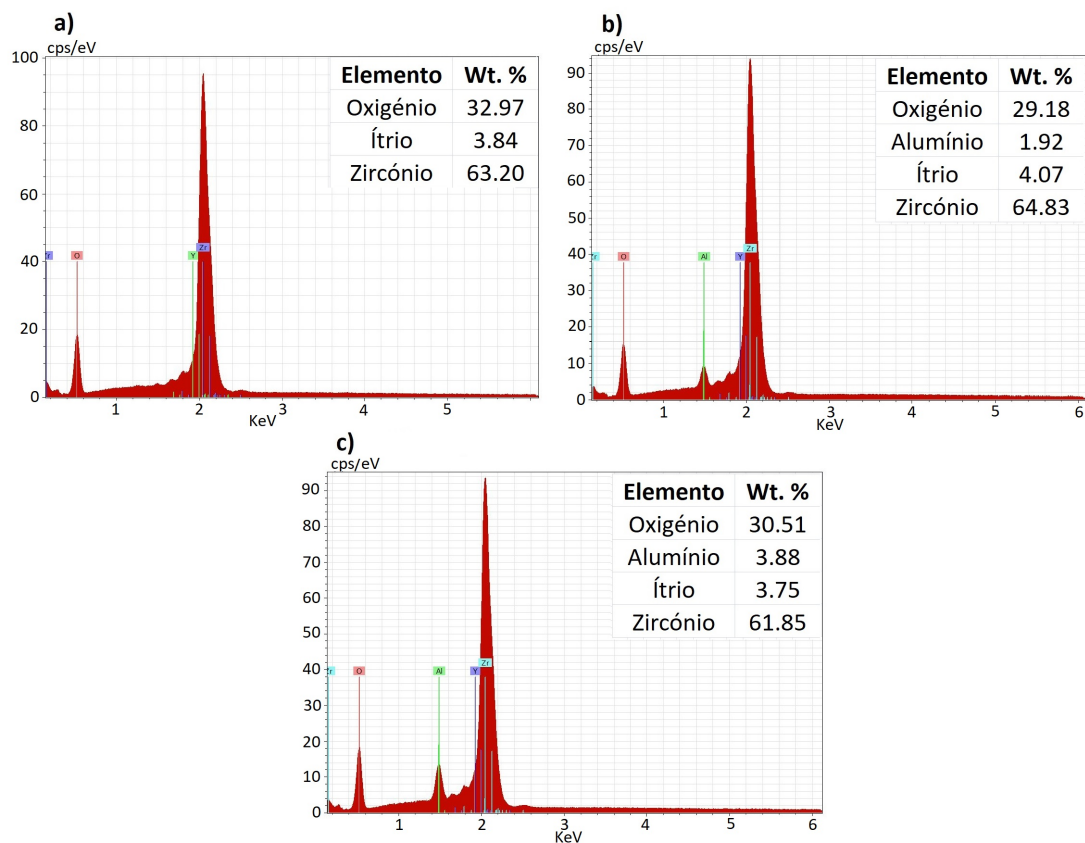 a)
cps/eV
100
80
60
40
20
0
1 2 3 4 5
KeV
Zr O Y Zr
Elemento Wt. %
Oxigénio 32.97
Ítrio 3.84
Zircónio 63.20
b)
cps/eV
90
80
70
60
50
40
30
20
10
0
0 1 2 3 4 5 6
KeV
O Al Y Zr
Elemento Wt. %
Oxigénio 29.18
Alumínio 1.92
Ítrio 4.07
Zircónio 64.83
c)
cps/eV
90
80
70
60
50
40
30
20
10
0
1 2 3 4 5 6
KeV
O Al Y Zr
Elemento Wt. %
Oxigénio 30.51
Alumínio 3.88
Ítrio 3.75
Zircónio 61.85